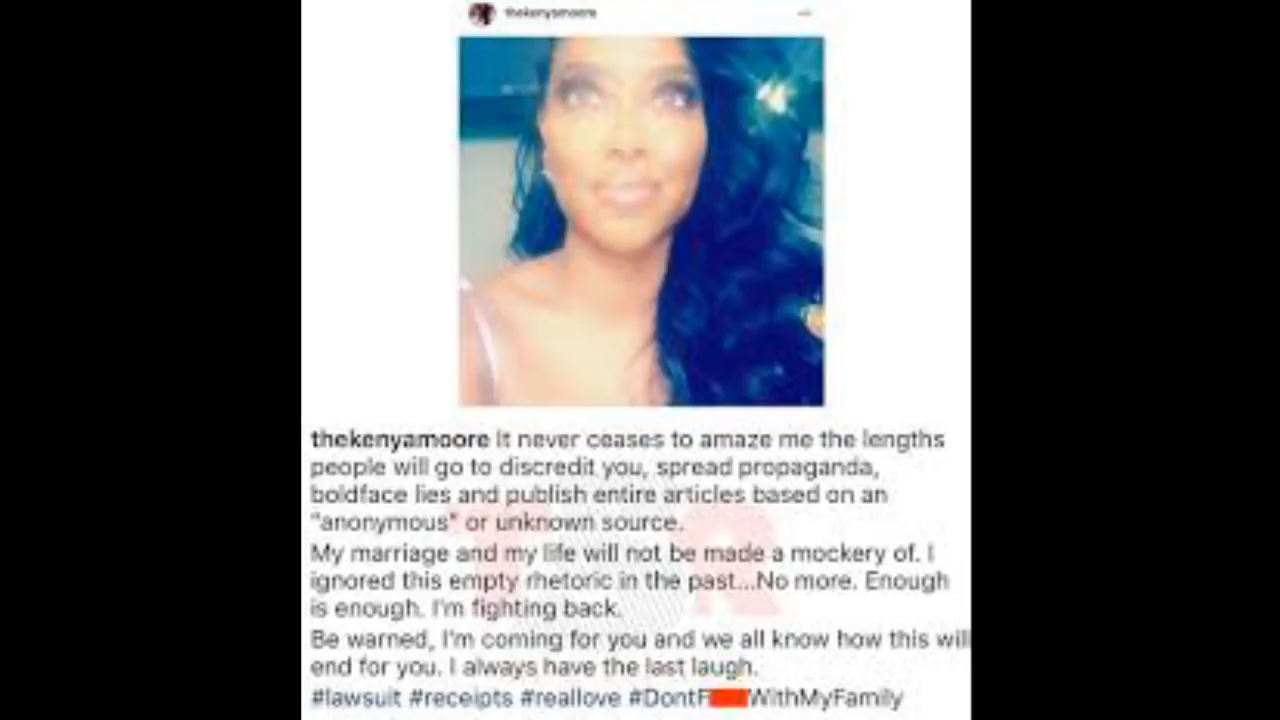 thekenyamoore
thekenyamoore It never ceases to amaze me the lengths
people will go to discredit you, spread propaganda,
boldface lies and publish entire articles based on an
"anonymous" or unknown source.
My marriage and my life will not be made a mockery of. I
ignored this empty rhetoric in the past...No more. Enough
is enough. I'm fighting back.
Be warned, I'm coming for you and we all know how this will
end for you. I always have the last laugh.
#lawsuit #receipts #reallove #DontF WithMyFamily